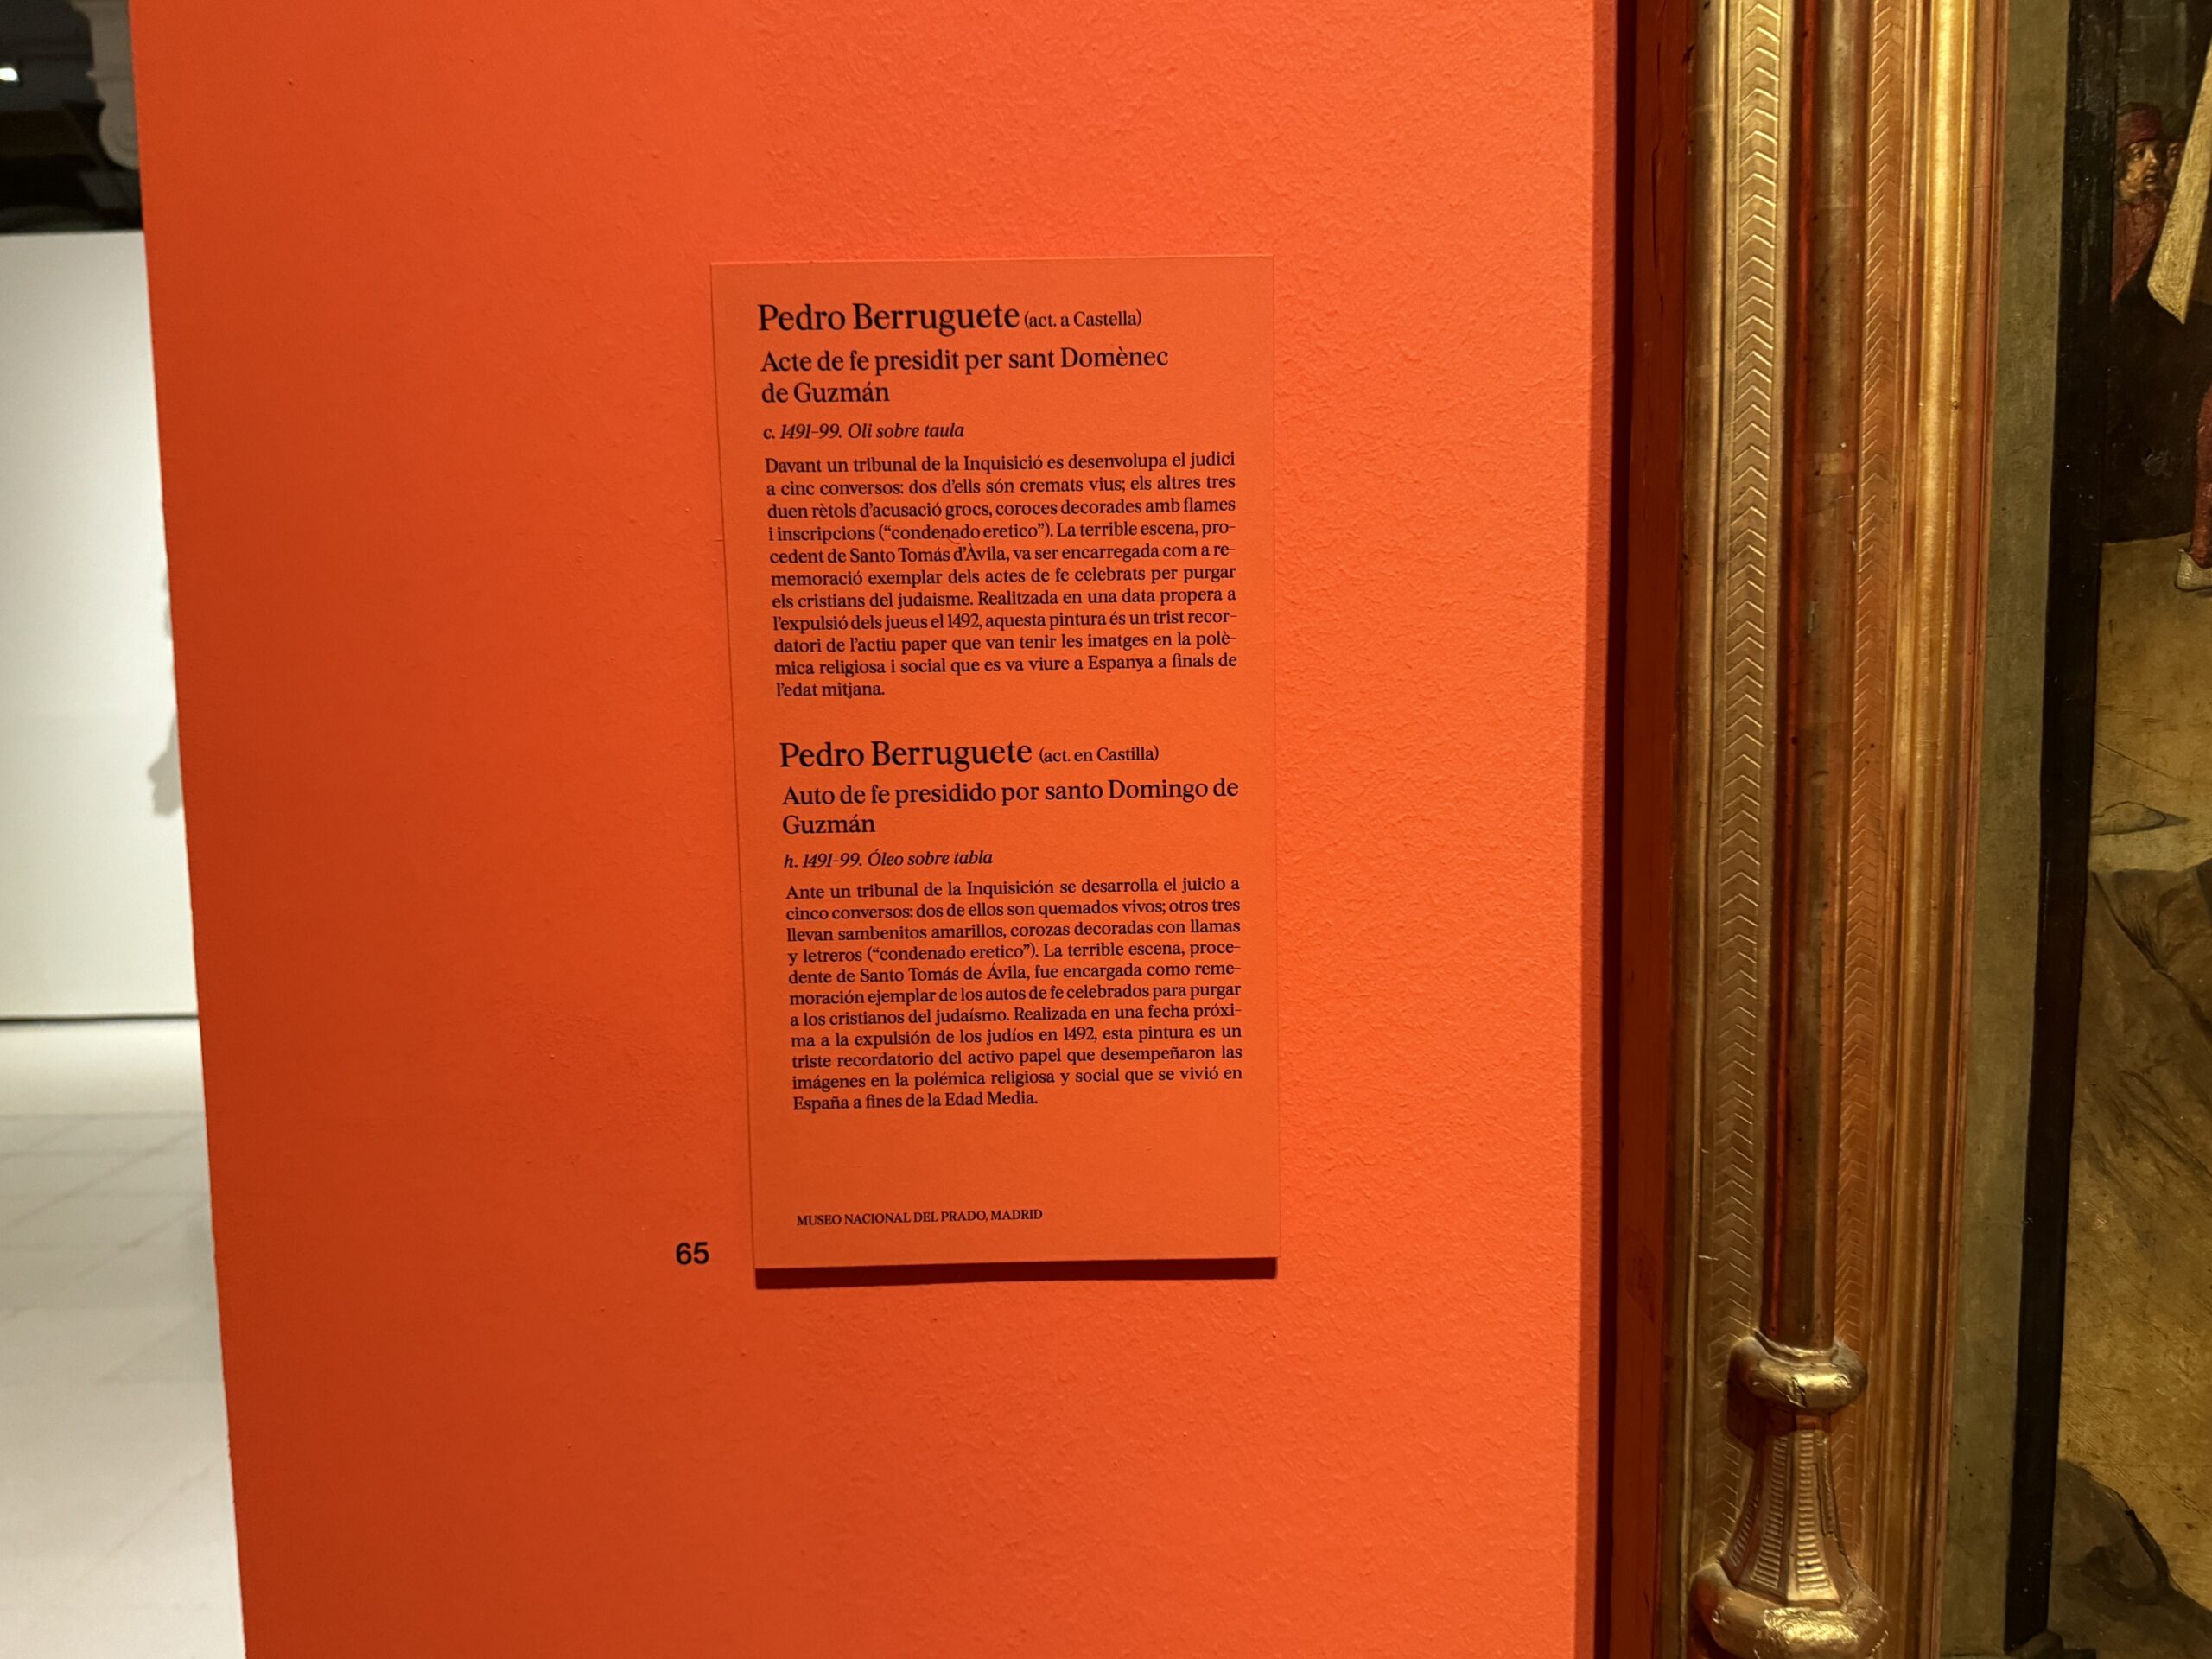 Pedro Berruguete (act. a Castella)
Acte de fe presidit per sant Domènec
de Guzmán
c. 1491-99. Oli sobre taula
Davant un tribunal de la Inquisició es desenvolupa el judici
a cinc conversos: dos d’ells són cremats vius; els altres tres
duen rètols d’acusació grocs, coroces decorades amb flames
i inscripcions (“condenado eretico”). La terrible escena, pro-
cedent de Santo Tomás d’Àvila, va ser encarregada com a re-
memoració exemplar dels actes de fe celebrats per purgar
els cristians del judaisme. Realitzada en una data propera a
l’expulsió dels jueus el 1492, aquesta pintura és un trist recor-
datori de l’actiu paper que van tenir les imatges en la polè-
mica religiosa i social que es va viure a Espanya a finals de
l’edat mitjana.
Pedro Berruguete (act. en Castilla)
Auto de fe presidido por santo Domingo de
Guzmán
h. 1491-99. Óleo sobre tabla
Ante un tribunal de la Inquisición se desarrolla el juicio a
cinco conversos: dos de ellos son quemados vivos; otros tres
llevan sambenitos amarillos, corozas decoradas con llamas
y letreros (“condenado eretico”). La terrible escena, proce-
dente de Santo Tomás de Ávila, fue encargada como reme-
moración ejemplar de los autos de fe celebrados para purgar
a los cristianos del judaísmo. Realizada en una fecha próxi-
ma a la expulsión de los judíos en 1492, esta pintura es un
triste recordatorio del activo papel que desempeñaron las
imágenes en la polémica religiosa y social que se vivió en
España a fines de la Edad Media.
MUSEO NACIONAL DEL PRADO, MADRID
65